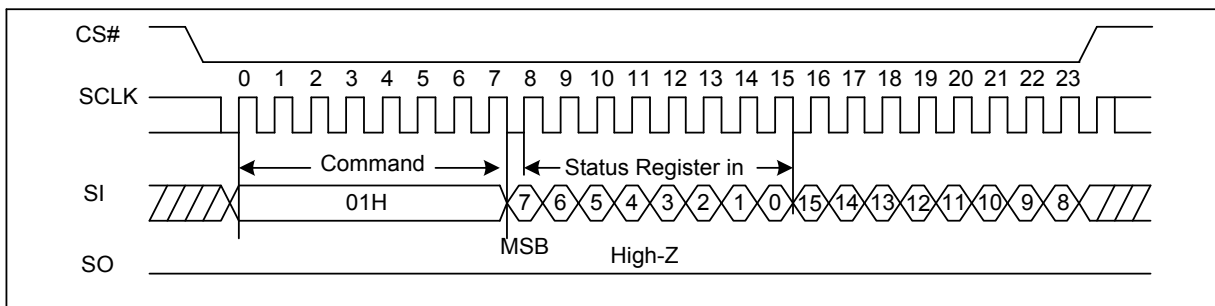 CS#
0 1 2 3 4 5 6 7 8 9 10 11 12 13 14 15 16 17 18 19 20 21 22 23
SCLK
Command Status Register in
SI 01H 7 6 5 4 3 2 1 0 15 14 13 12 11 10 9 8
MSB High-Z
SO